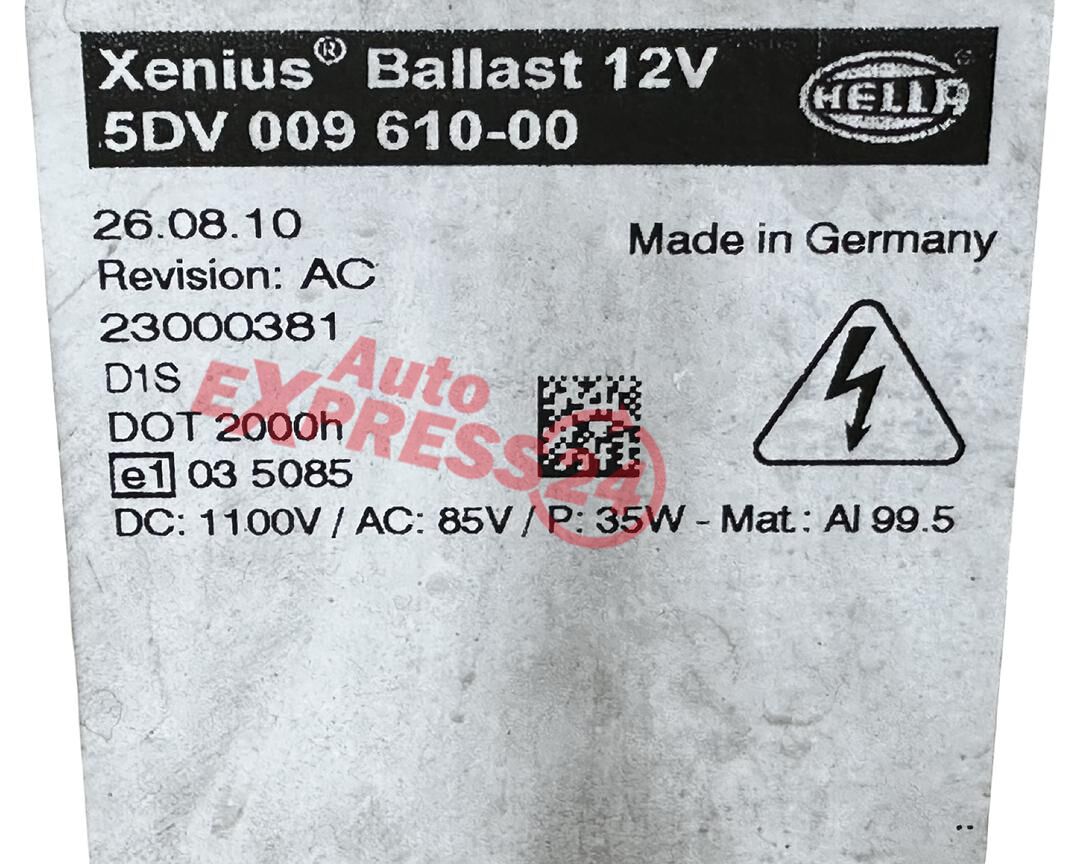 Xenius® Ballast 12V
5DV 009 610-00
HELLA
26.08.10
Made in Germany
Revision: AC
23000381
D1S
DOT 2000h
e1 03 5085
DC: 1100V / AC: 85V / P: 35W - Mat.: Al 99.5
Auto
EXPRESS24